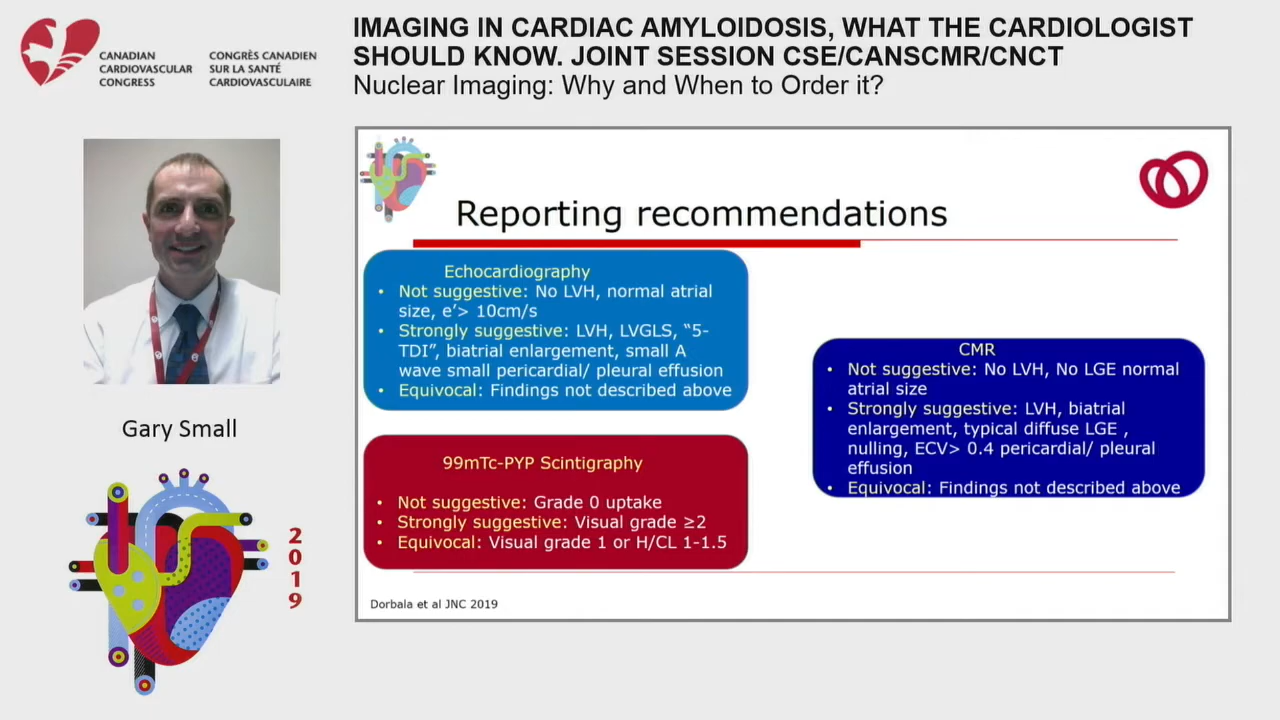 CANADIAN
CARDIOVASCULAR
CONGRESS
CONGRÈS CANADIEN
SUR LA SANTÉ
CARDIOVASCULAIRE
IMAGING IN CARDIAC AMYLOIDOSIS, WHAT THE CARDIOLOGIST
SHOULD KNOW. JOINT SESSION CSE/CANSCMR/CNCT
Nuclear Imaging: Why and When to Order it?
Gary Small
2019
Reporting recommendations
Echocardiography
• Not suggestive: No LVH, normal atrial
size, e’> 10cm/s
• Strongly suggestive: LVH, LVGLS, “5-
TDI”, biatrial enlargement, small A
wave small pericardial/ pleural effusion
• Equivocal: Findings not described above
99mTc-PYP Scintigraphy
• Not suggestive: Grade 0 uptake
• Strongly suggestive: Visual grade ≥2
• Equivocal: Visual grade 1 or H/CL 1-1.5
CMR
• Not suggestive: No LVH, No LGE normal
atrial size
• Strongly suggestive: LVH, biatrial
enlargement, typical diffuse LGE ,
nulling, ECV> 0.4 pericardial/ pleural
effusion
• Equivocal: Findings not described above
Dorbala et al JNC 2019